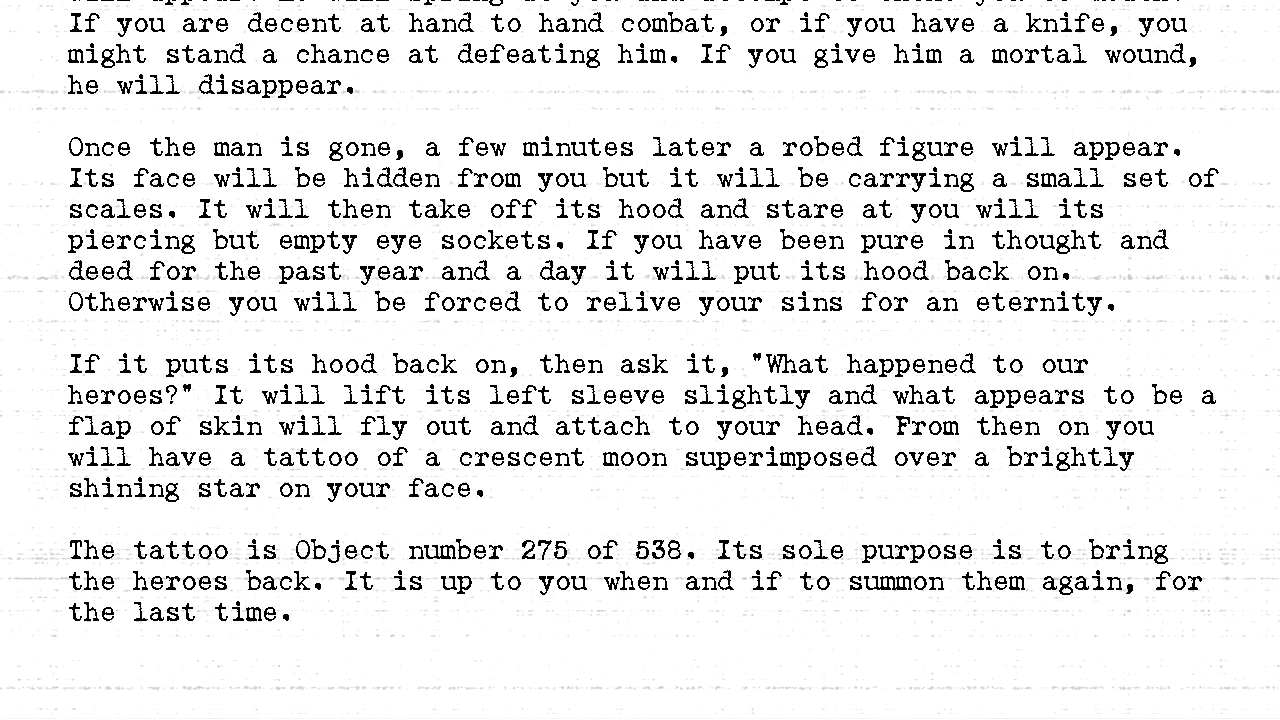 If you are decent at hand to hand combat, or if you have a knife, you
might stand a chance at defeating him. If you give him a mortal wound,
he will disappear.
Once the man is gone, a few minutes later a robed figure will appear.
Its face will be hidden from you but it will be carrying a small set of
scales. It will then take off its hood and stare at you will its
piercing but empty eye sockets. If you have been pure in thought and
deed for the past year and a day it will put its hood back on.
Otherwise you will be forced to relive your sins for an eternity.
If it puts its hood back on, then ask it, "What happened to our
heroes?" It will lift its left sleeve slightly and what appears to be a
flap of skin will fly out and attach to your head. From then on you
will have a tattoo of a crescent moon superimposed over a brightly
shining star on your face.
The tattoo is Object number 275 of 538. Its sole purpose is to bring
the heroes back. It is up to you when and if to summon them again, for
the last time.